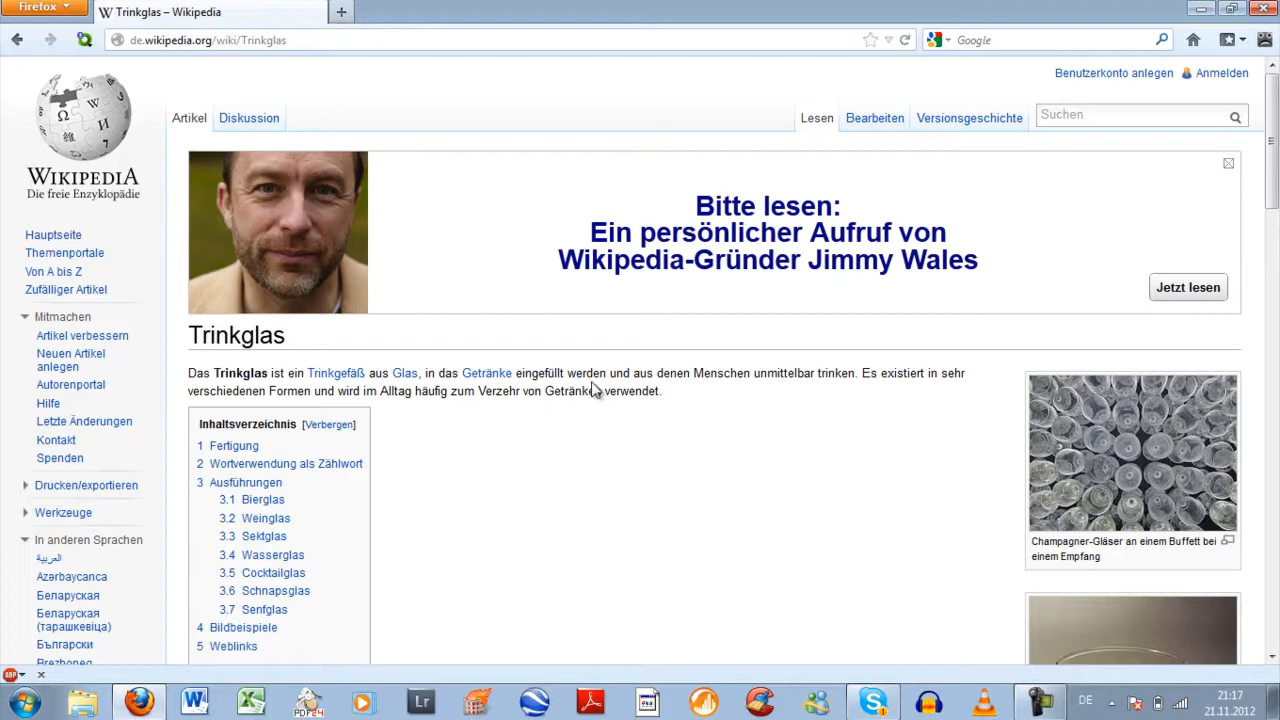 Firefox
Trinkglas – Wikipedia
de.wikipedia.org/wiki/Trinkglas
Google
Benutzerkonto anlegen
Anmelden
Artikel
Diskussion
Lesen
Bearbeiten
Versionsgeschichte
Suchen
WIKIPEDIA
Die freie Enzyklopädie
Bitte lesen:
Ein persönlicher Aufruf von
Wikipedia-Gründer Jimmy Wales
Jetzt lesen
Hauptseite
Themenportale
Von A bis Z
Zufälliger Artikel
Mitmachen
Artikel verbessern
Neuen Artikel
anlegen
Autorenportal
Hilfe
Letzte Änderungen
Kontakt
Spenden
Drucken/exportieren
Werkzeuge
In anderen Sprachen
العربية
Azərbaycanca
Беларуская
Беларуская
(тарашкевіца)
Български
Brezhoneg
Trinkglas
Das Trinkglas ist ein Trinkgefäß aus Glas, in das Getränke eingefüllt werden und aus denen Menschen unmittelbar trinken. Es existiert in sehr
verschiedenen Formen und wird im Alltag häufig zum Verzehr von Getränken verwendet.
Inhaltsverzeichnis [Verbergen]
1 Fertigung
2 Wortverwendung als Zählwort
3 Ausführungen
3.1 Bierglas
3.2 Weinglas
3.3 Sektglas
3.4 Wasserglas
3.5 Cocktailglas
3.6 Schnapsglas
3.7 Senfglas
4 Bildbeispiele
5 Weblinks
Champagner-Gläser an einem Buffett bei
einem Empfang
ABP
PDF24
Lr
DE
21:17
21.11.2012